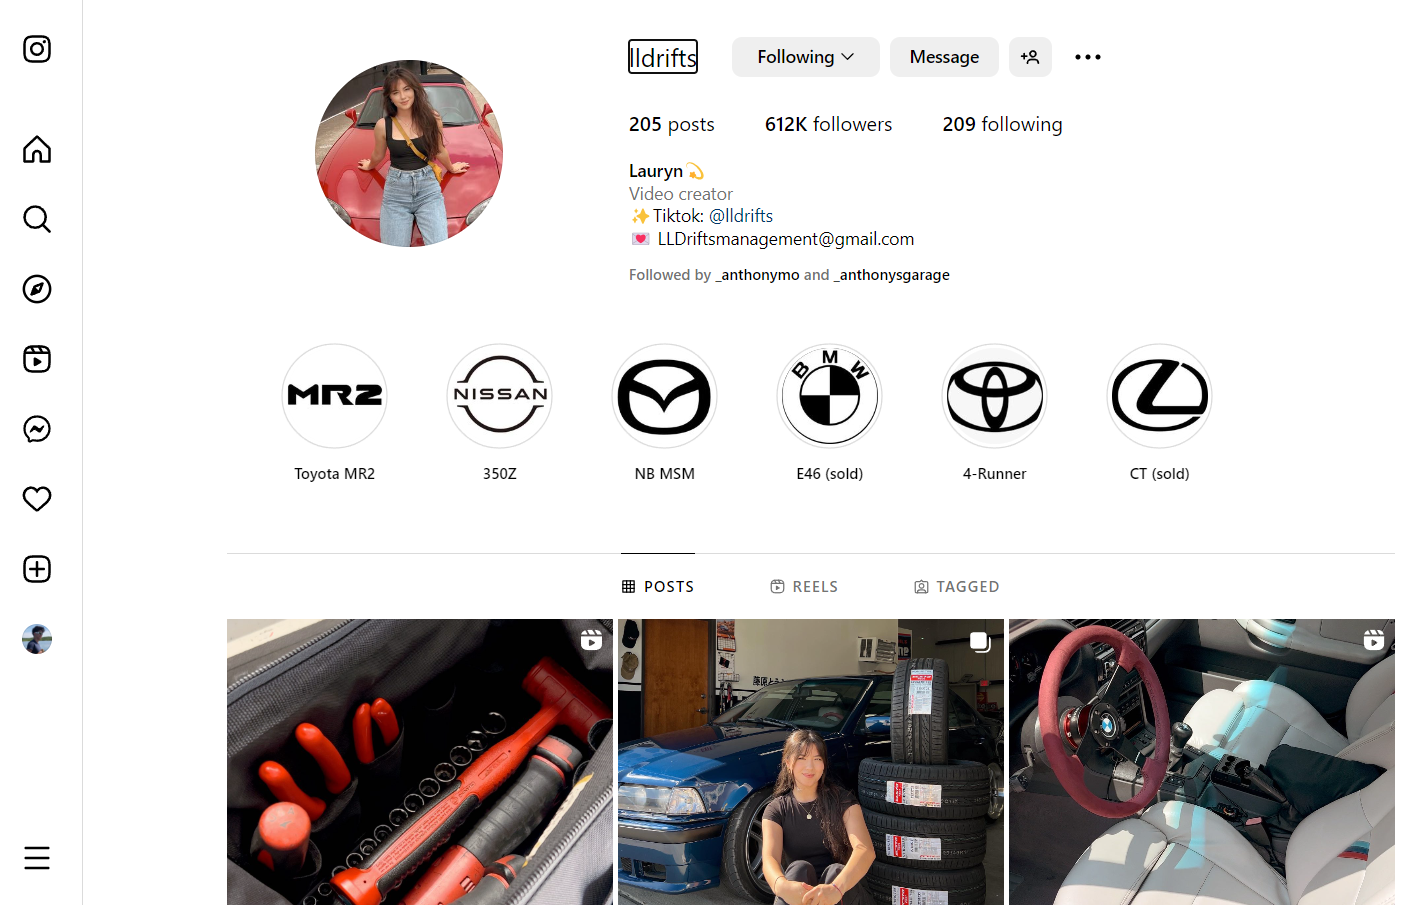 lldrifts
Following
Message
205 posts
612K followers
209 following
Lauryn💫
Video creator
✨Tiktok: @lldrifts
💌 LLDriftsmanagement@gmail.com
Followed by _anthonymo and _anthonysgarage
MR2
NISSAN
BMW
Toyota MR2
350Z
NB MSM
E46 (sold)
4-Runner
CT (sold)
POSTS
REELS
TAGGED